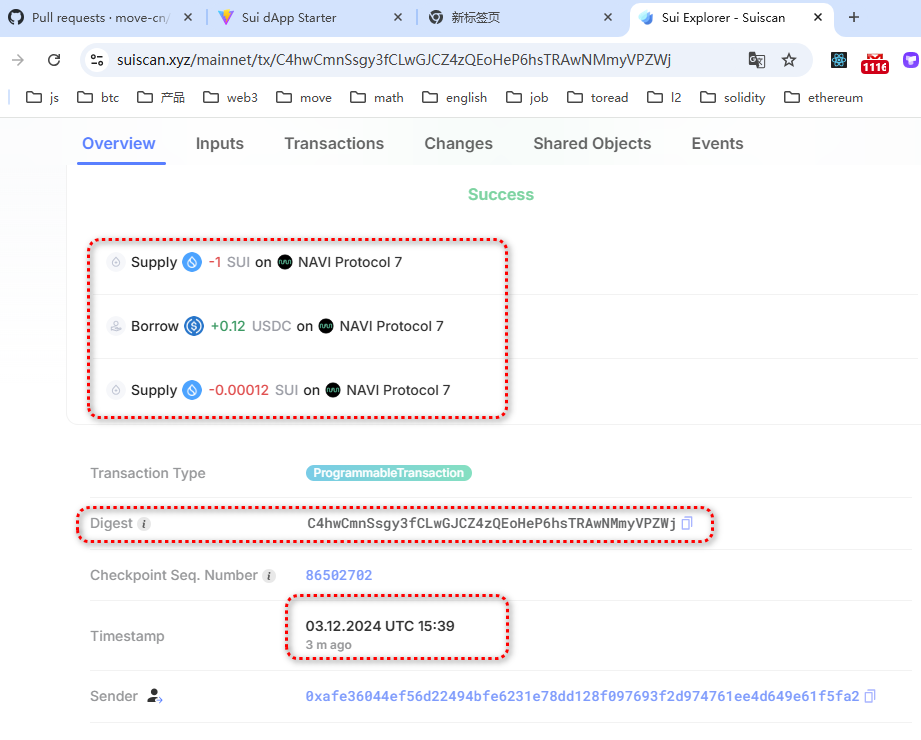 Pull requests · move-cn/
Sui dApp Starter
新标签页
Sui Explorer - Suiscan
suiscan.xyz/mainnet/tx/C4hwCmnSsgy3fCLwGJCZ4zQEoHeP6hsTRAwNMmyVPZWj
1116
js btc 产品 web3 move math english job toread l2 solidity ethereum
Overview Inputs Transactions Changes Shared Objects Events
Success
Supply -1 SUI on NAVI Protocol 7
Borrow +0.12 USDC on NAVI Protocol 7
Supply -0.00012 SUI on NAVI Protocol 7
Transaction Type ProgrammableTransaction
Digest i C4hwCmnSsgy3fCLwGJCZ4zQEoHeP6hsTRAwNMmyVPZWj
Checkpoint Seq. Number i 86502702
Timestamp 03.12.2024 UTC 15:39
3 m ago
Sender 0xafe36044ef56d22494bfe6231e78dd128f097693f2d974761ee4d649e61f5fa2